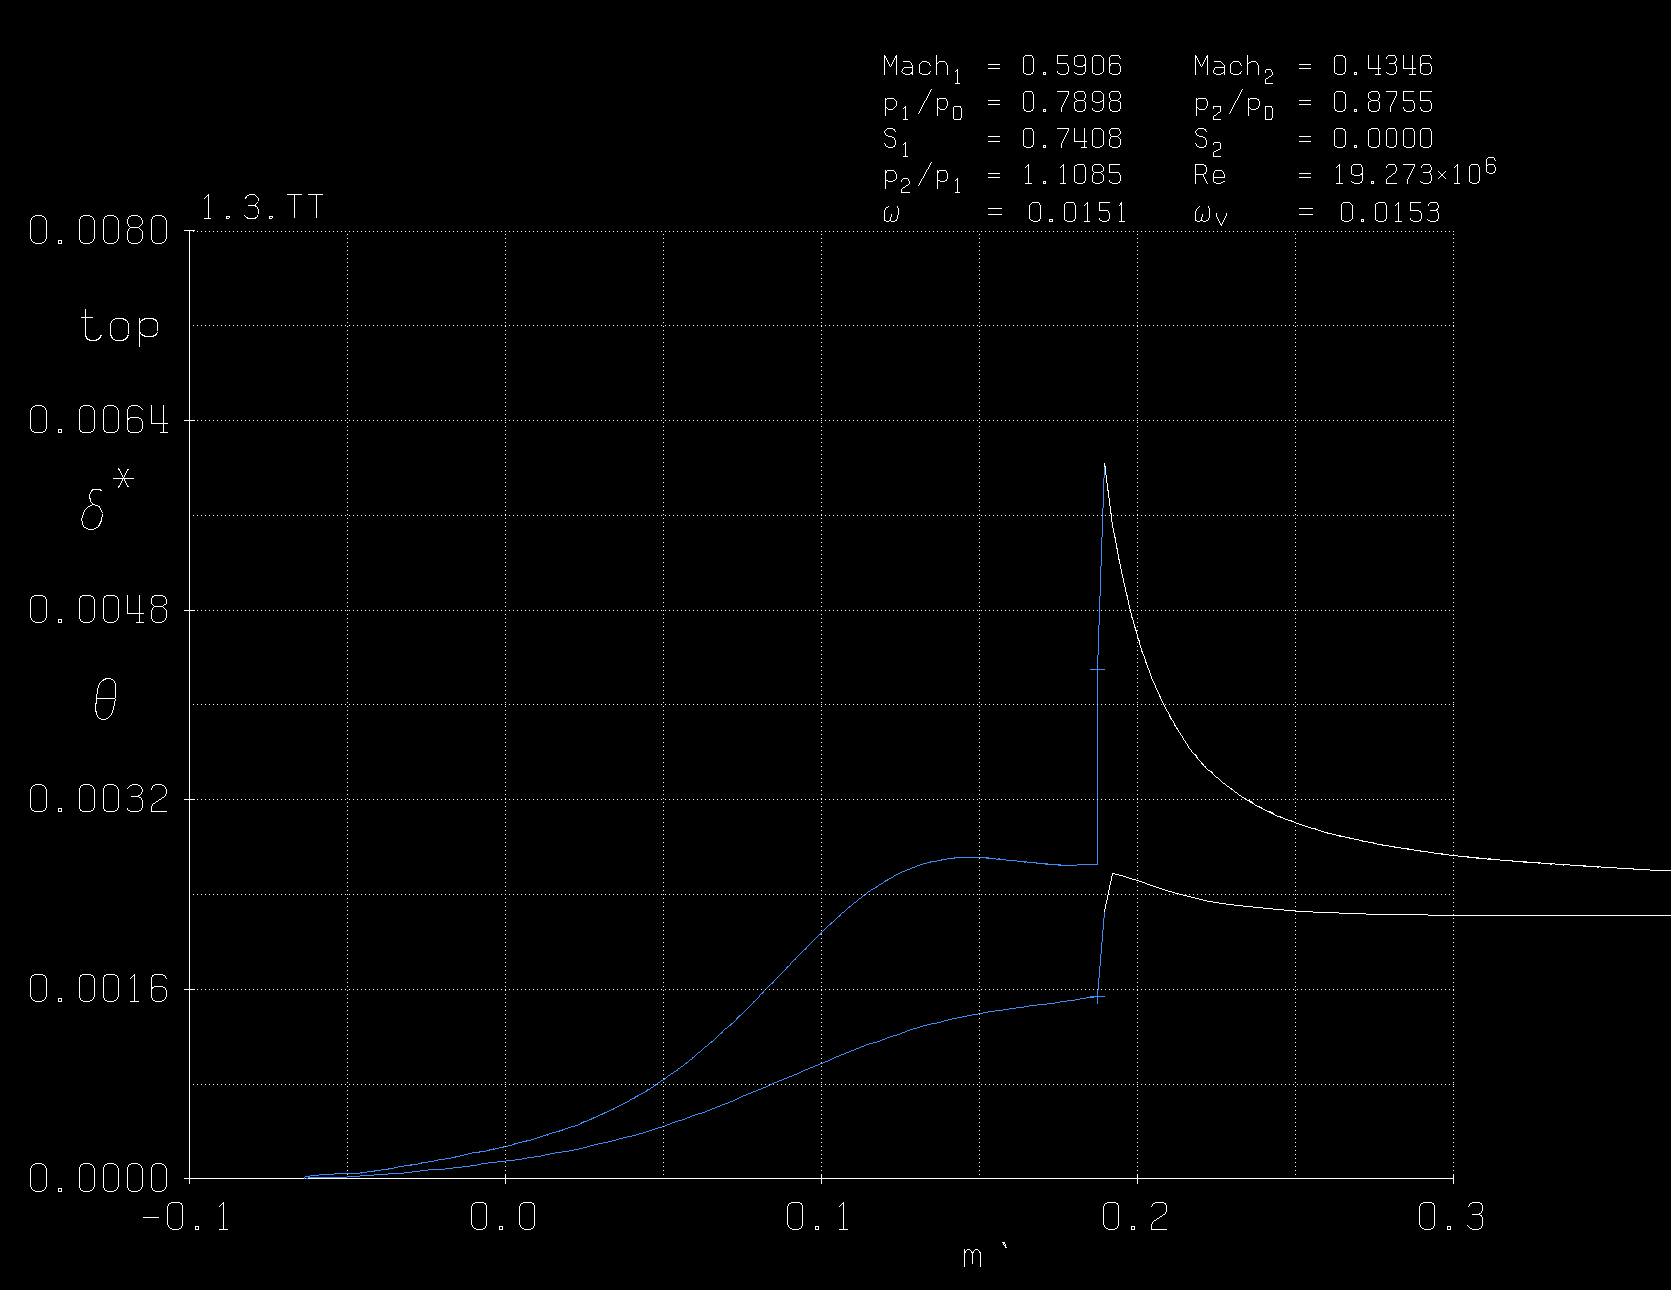 Mach₁ = 0.5906 Mach₂ = 0.4346
p₁/p₀ = 0.7898 p₂/p₀ = 0.8755
S₁ = 0.7408 S₂ = 0.0000
p₂/p₁ = 1.1085 Re = 19.273×10⁶
ω = 0.0151 ωᵥ = 0.0153
1.3.TT
0.0080
top
0.0064
δ*
0.0048
θ
0.0032
0.0016
0.0000
-0.1 0.0 0.1 0.2 0.3
m`